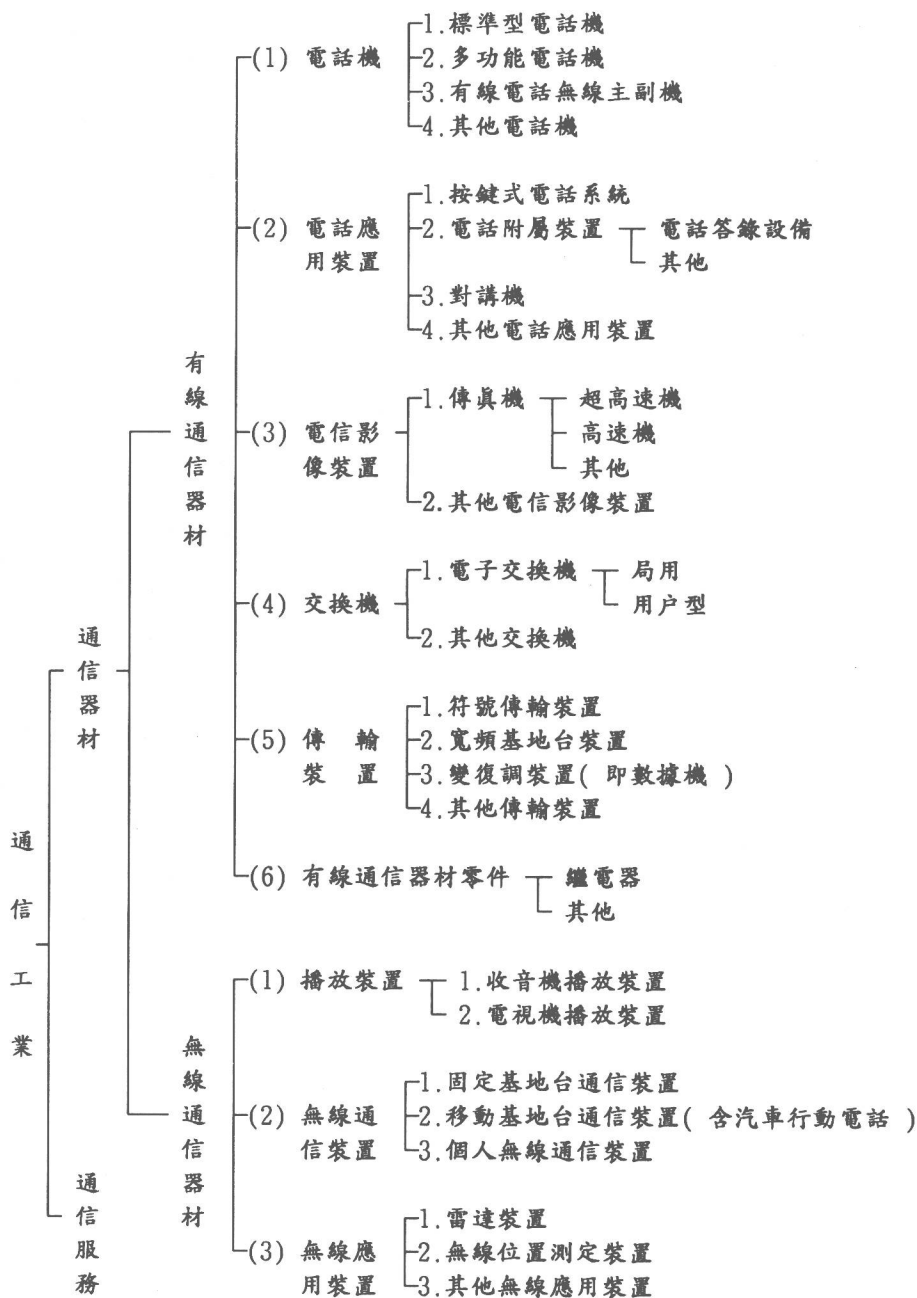 通信工業
通信器材
通信服務
有線通信器材
(1) 電話機
1.標準型電話機
2.多功能電話機
3.有線電話無線主副機
4.其他電話機
(2) 電話應
用裝置
1.按鍵式電話系統
2.電話附屬裝置
電話答錄設備
其他
3.對講機
4.其他電話應用裝置
(3) 電信影
像裝置
1.傳眞機
超高速機
高速機
其他
2.其他電信影像裝置
(4) 交換機
1.電子交換機
局用
用户型
2.其他交換機
(5) 傳輸
裝置
1.符號傳輸裝置
2.寬頻基地台裝置
3.變復調裝置( 即數據機 )
4.其他傳輸裝置
(6) 有線通信器材零件
繼電器
其他
無線通信器材
(1) 播放裝置
1.收音機播放裝置
2.電視機播放裝置
(2) 無線通
信裝置
1.固定基地台通信裝置
2.移動基地台通信裝置( 含汽車行動電話 )
3.個人無線通信裝置
(3) 無線應
用裝置
1.雷達裝置
2.無線位置測定裝置
3.其他無線應用裝置